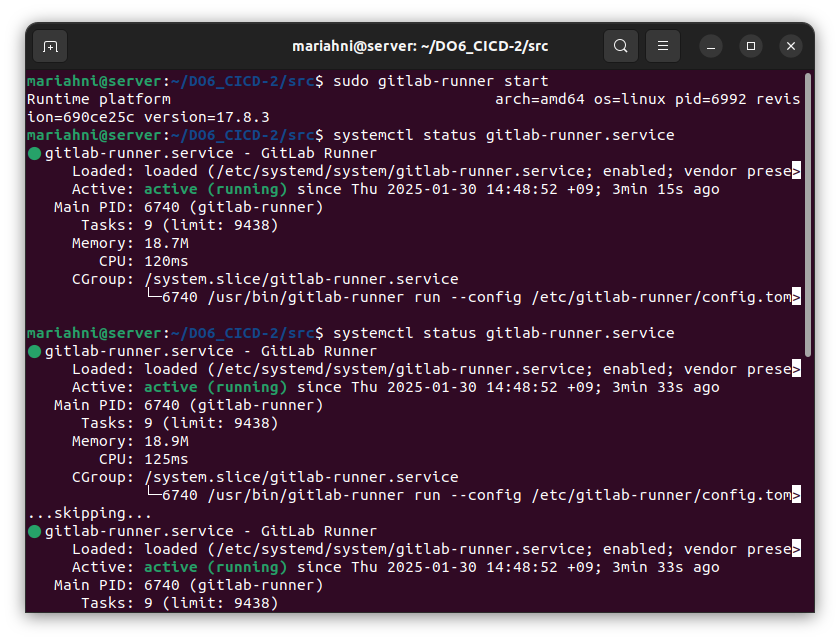 mariahni@server: ~/DO6_CICD-2/src
mariahni@server:~/DO6_CICD-2/src$ sudo gitlab-runner start
Runtime platform                                    arch=amd64 os=linux pid=6992 revis
ion=690ce25c version=17.8.3
mariahni@server:~/DO6_CICD-2/src$ systemctl status gitlab-runner.service
● gitlab-runner.service - GitLab Runner
     Loaded: loaded (/etc/systemd/system/gitlab-runner.service; enabled; vendor prese>
     Active: active (running) since Thu 2025-01-30 14:48:52 +09; 3min 15s ago
   Main PID: 6740 (gitlab-runner)
      Tasks: 9 (limit: 9438)
     Memory: 18.7M
        CPU: 120ms
     CGroup: /system.slice/gitlab-runner.service
             └─6740 /usr/bin/gitlab-runner run --config /etc/gitlab-runner/config.tom>
mariahni@server:~/DO6_CICD-2/src$ systemctl status gitlab-runner.service
● gitlab-runner.service - GitLab Runner
     Loaded: loaded (/etc/systemd/system/gitlab-runner.service; enabled; vendor prese>
     Active: active (running) since Thu 2025-01-30 14:48:52 +09; 3min 33s ago
   Main PID: 6740 (gitlab-runner)
      Tasks: 9 (limit: 9438)
     Memory: 18.9M
        CPU: 125ms
     CGroup: /system.slice/gitlab-runner.service
             └─6740 /usr/bin/gitlab-runner run --config /etc/gitlab-runner/config.tom>
...skipping...
● gitlab-runner.service - GitLab Runner
     Loaded: loaded (/etc/systemd/system/gitlab-runner.service; enabled; vendor prese>
     Active: active (running) since Thu 2025-01-30 14:48:52 +09; 3min 33s ago
   Main PID: 6740 (gitlab-runner)
      Tasks: 9 (limit: 9438)